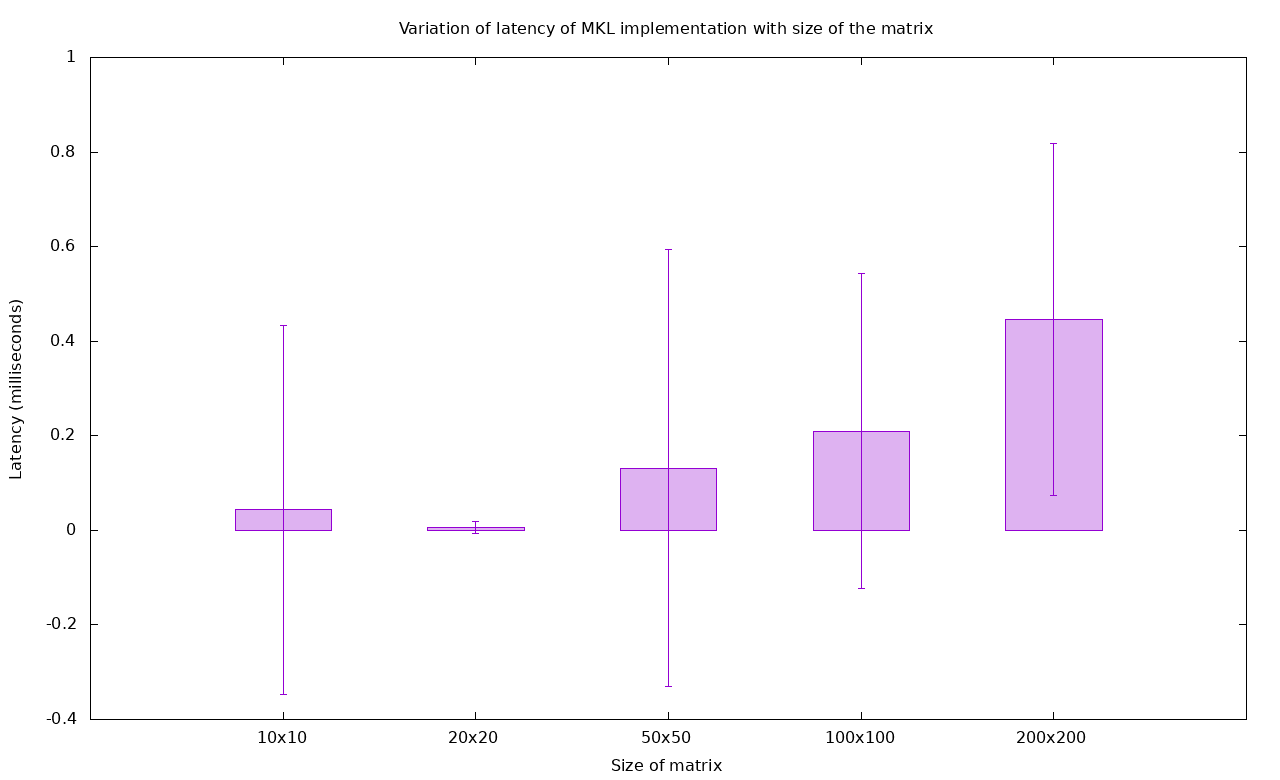 Variation of latency of MKL implementation with size of the matrix
1
0.8
0.6
0.4
0.2
0
-0.2
-0.4
Latency (milliseconds)
10x10 20x20 50x50 100x100 200x200
Size of matrix